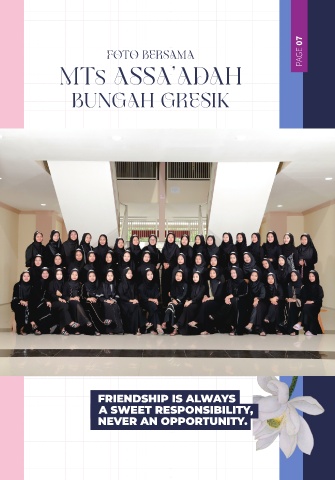 PAGE 07
FOTO BERSAMA
MTs ASSA'ADAH
BUNGAH GRESIK
FRIENDSHIP IS ALWAYS
A SWEET RESPONSIBILITY,
NEVER AN OPPORTUNITY.